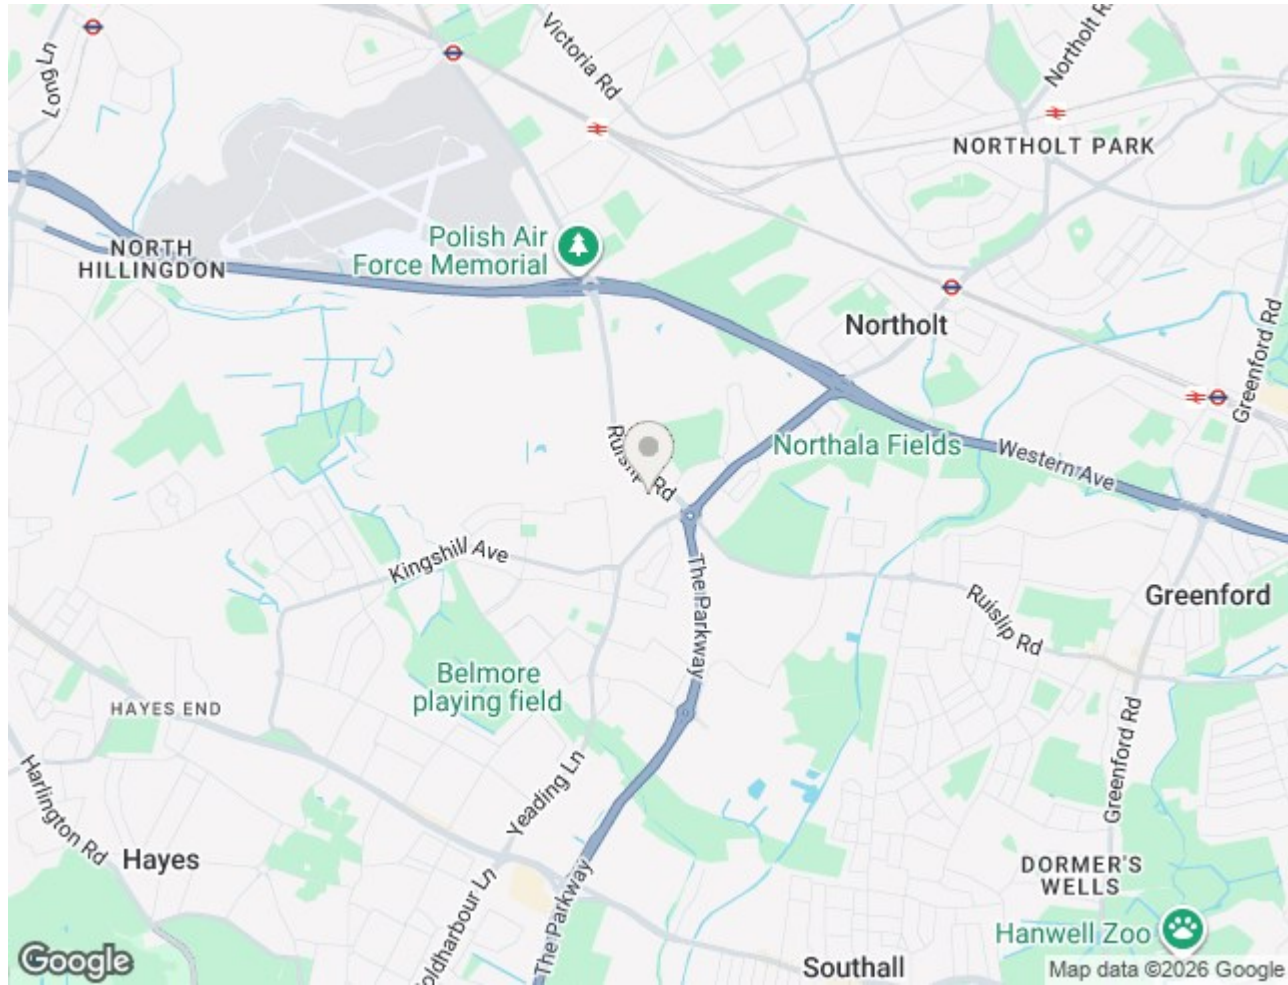 Long Ln
Victoria Rd
Northolt Rd
NORTHOLT PARK
NORTH
HILLINGDON
Polish Air
Force Memorial
Northolt
Greenford Rd
Ruislip Rd
Northala Fields
Western Ave
Kingshill Ave
The Parkway
Ruislip Rd
Greenford
Belmore
playing field
HAYES END
Greenford Rd
Harlington Rd
Yeading Ln
Hayes
DORMER'S
WELLS
oldharbour Ln
The Parkway
Hanwell Zoo
Southall
Google
Map data ©2026 Google